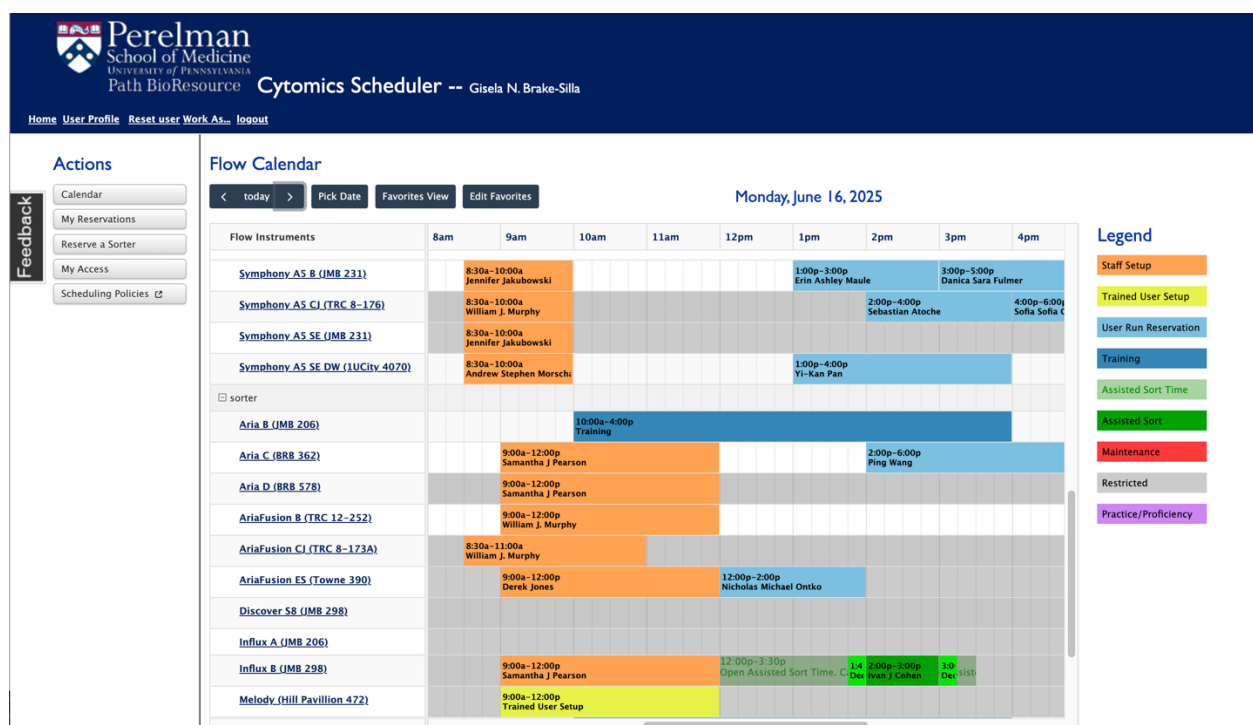 Perelman
School of Medicine
UNIVERSITY of PENNSYLVANIA
Path BioResource
Cytomics Scheduler -- Gisela N. Brake-Silla
Home User Profile Reset user Work As... logout
Feedback
Actions
Calendar
My Reservations
Reserve a Sorter
My Access
Scheduling Policies
Flow Calendar
< today > Pick Date Favorites View Edit Favorites
Monday, June 16, 2025
Flow Instruments 8am 9am 10am 11am 12pm 1pm 2pm 3pm 4pm
Symphony A5 B (JMB 231)
8:30a-10:00a
Jennifer Jakubowski
1:00p-3:00p
Erin Ashley Maule
3:00p-5:00p
Danica Sara Fulmer
Symphony A5 CJ (TRC 8-176)
8:30a-10:00a
William J. Murphy
2:00p-4:00p
Sebastian Atoche
4:00p-6:00p
Sofia Sofia
Symphony A5 SE (JMB 231)
8:30a-10:00a
Jennifer Jakubowski
Symphony A5 SE DW (1UCity 4070)
8:30a-10:00a
Andrew Stephen
1:00p-4:00p
Yi-Kan Pan
sorter
Aria B (JMB 206)
10:00a-4:00p
Training
Aria C (BRB 362)
9:00a-12:00p
Samantha J Pearson
2:00p-6:00p
Ping Wang
Aria D (BRB 578)
9:00a-12:00p
Samantha J Pearson
AriaFusion B (TRC 12-252)
9:00a-12:00p
William J. Murphy
AriaFusion CJ (TRC 8-173A)
8:30a-11:00a
William J. Murphy
AriaFusion ES (Towne 390)
9:00a-12:00p
Derek Jones
12:00p-2:00p
Nicholas Michael Ontko
Discover S8 (JMB 298)
Influx A (JMB 206)
Influx B (JMB 298)
9:00a-12:00p
Samantha J Pearson
12:00p-3:30p
Open Assisted Sort Time.
1:4
2:00p-3:00p
Ivan J Cohen
3:0
Melody (Hill Pavillion 472)
9:00a-12:00p
Trained User Setup
Legend
Staff Setup
Trained User Setup
User Run Reservation
Training
Assisted Sort Time
Assisted Sort
Maintenance
Restricted
Practice/Proficiency